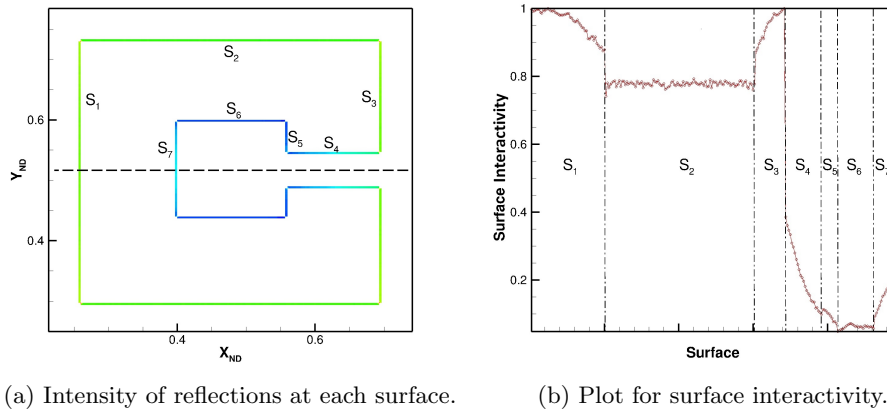 S2
S1
S3
S6
S5
S4
S7
0.6
0.4
YND
0.4
0.6
XND
(a) Intensity of reflections at each surface.
1
0.8
0.6
0.4
0.2
Surface Interactivity
S1
S2
S3
S4
S5
S6
S7
Surface
(b) Plot for surface interactivity.